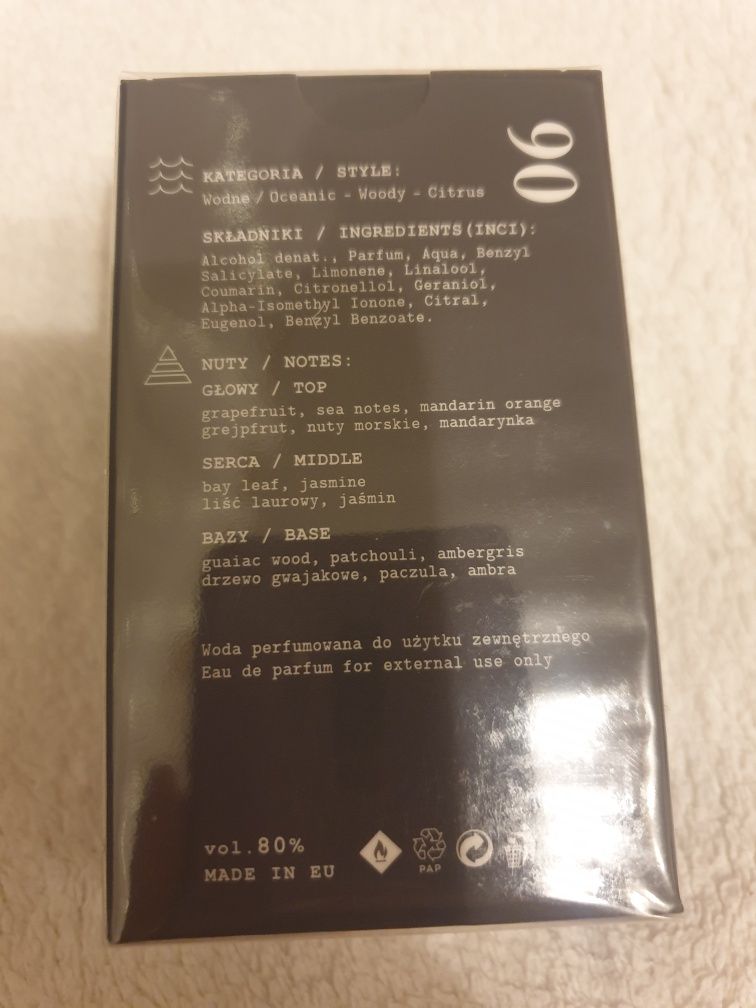 06
KATEGORIA / STYLE:
Wodne / Oceanic - Woody - Citrus
SKŁADNIKI / INGREDIENTS(INCI):
Alcohol denat., Parfum, Aqua, Benzyl
Salicylate, Limonene, Linalool,
Coumarin, Citronellol, Geraniol,
Alpha-Isomethyl Ionone, Citral,
Eugenol, Benzyl Benzoate.
NUTY / NOTES:
GŁOWY / TOP
grapefruit, sea notes, mandarin orange
grejpfrut, nuty morskie, mandarynka
SERCA / MIDDLE
bay leaf, jasmine
liść laurowy, jaśmin
BAZY / BASE
guaiac wood, patchouli, ambergris
drzewo gwajakowe, paczula, ambra
Woda perfumowana do użytku zewnętrznego
Eau de parfum for external use only
vol.80%
MADE IN EU
PAP